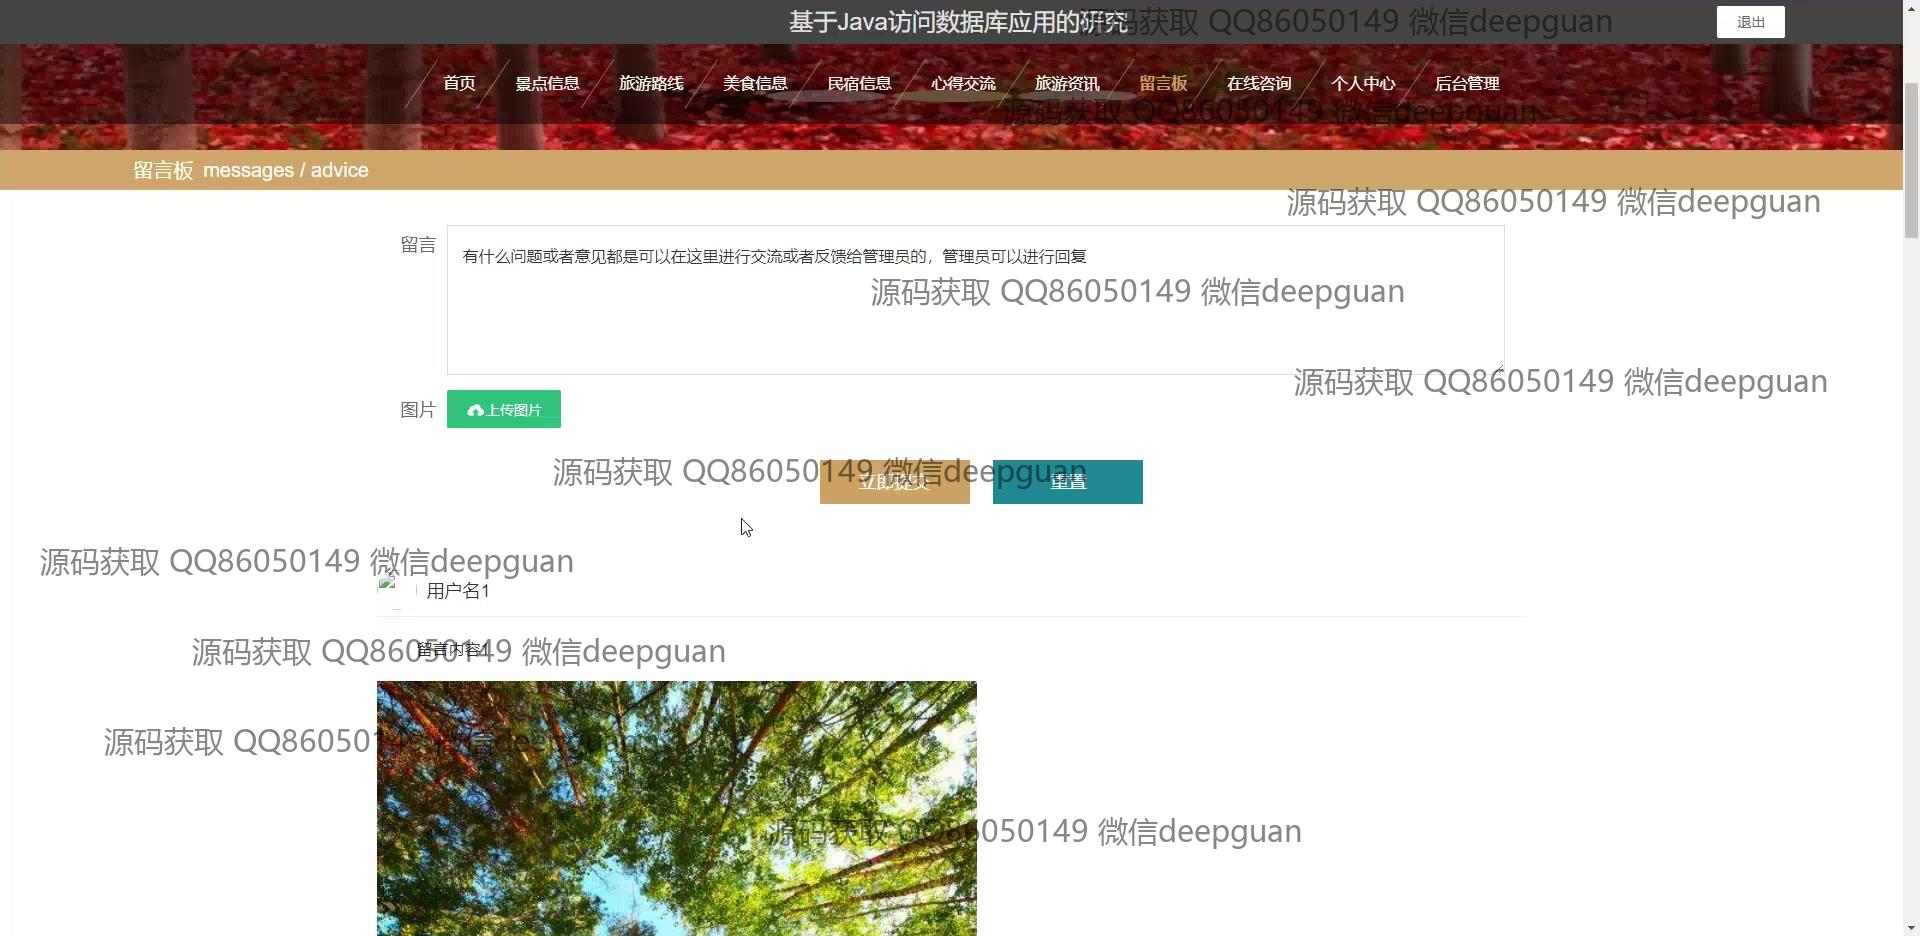 基于Java访问数据库应用的研究
源码获取 QQ86050149 微信deepguan
退出
首页 景点信息 旅游路线 美食信息 民宿信息 心得交流 旅游资讯 留言板 在线咨询 个人中心 后台管理
源码获取 QQ86050149 微信deepguan
留言板 messages / advice
源码获取 QQ86050149 微信deepguan
留言
有什么问题或者意见都是可以在这里进行交流或者反馈给管理员的，管理员可以进行回复
源码获取 QQ86050149 微信deepguan
源码获取 QQ86050149 微信deepguan
图片
上传图片
源码获取 QQ86050149 微信deepguan
立即提交
重置
源码获取 QQ86050149 微信deepguan
用户名1
源码获取 QQ86050149 微信deepguan
留言内容1
源码获取 QQ86050149 微信deepguan
源码获取 QQ86050149 微信deepguan